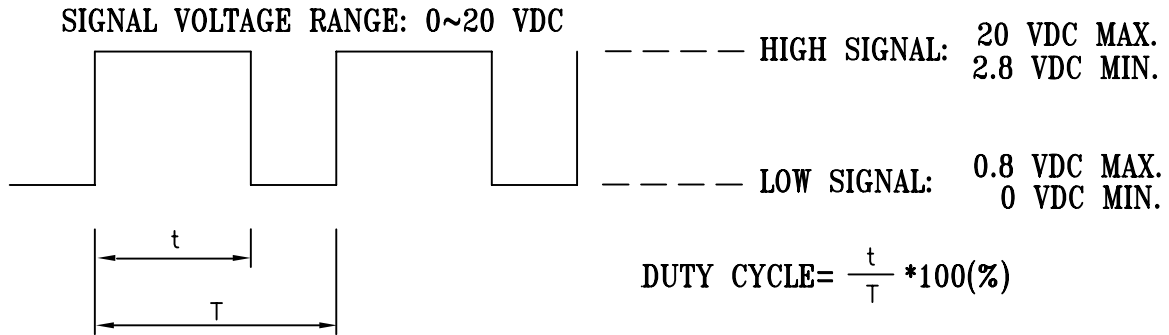 SIGNAL VOLTAGE RANGE: 0~20 VDC
HIGH SIGNAL: 20 VDC MAX.
2.8 VDC MIN.
LOW SIGNAL: 0.8 VDC MAX.
0 VDC MIN.
t
T
DUTY CYCLE= t/T *100(%)